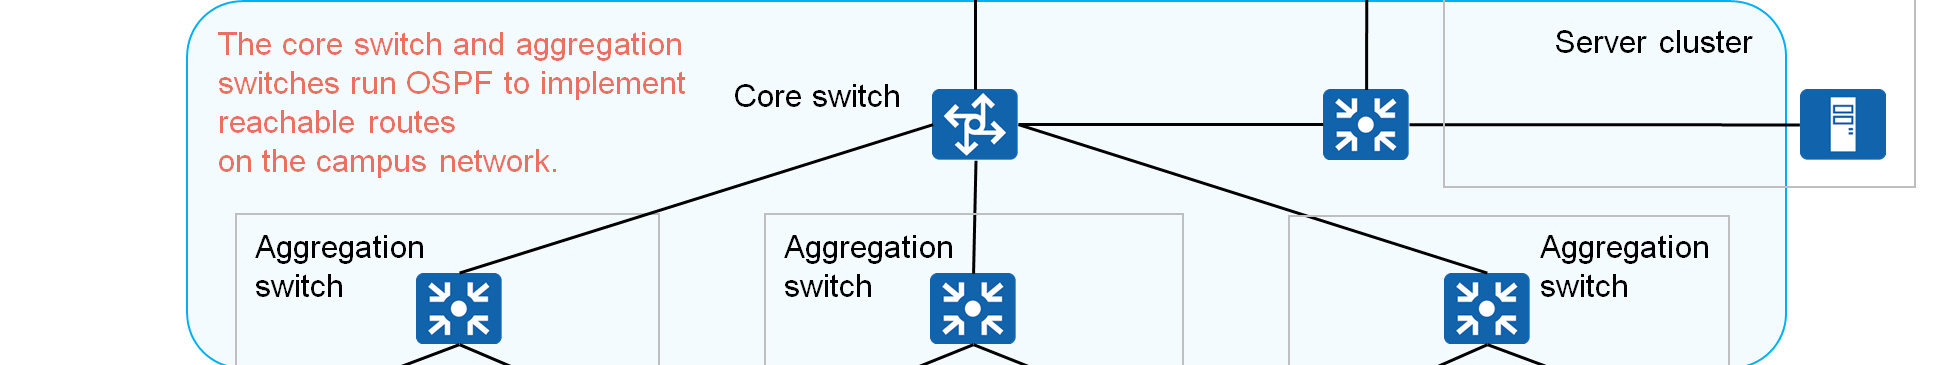 The core switch and aggregation
switches run OSPF to implement
reachable routes
on the campus network.
Core switch
Server cluster
Aggregation
switch
Aggregation
switch
Aggregation
switch